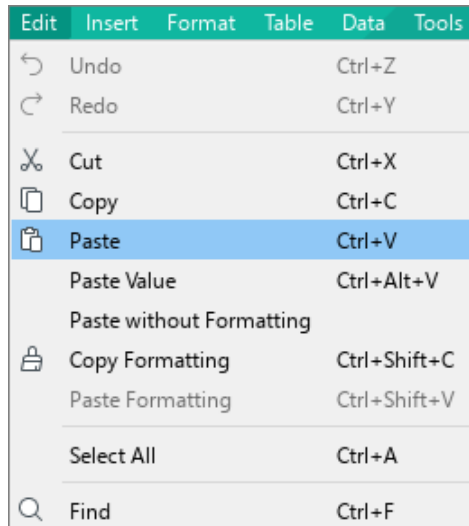 Edit Insert Format Table Data Tools
Undo Ctrl+Z
Redo Ctrl+Y
Cut Ctrl+X
Copy Ctrl+C
Paste Ctrl+V
Paste Value Ctrl+Alt+V
Paste without Formatting
Copy Formatting Ctrl+Shift+C
Paste Formatting Ctrl+Shift+V
Select All Ctrl+A
Find Ctrl+F